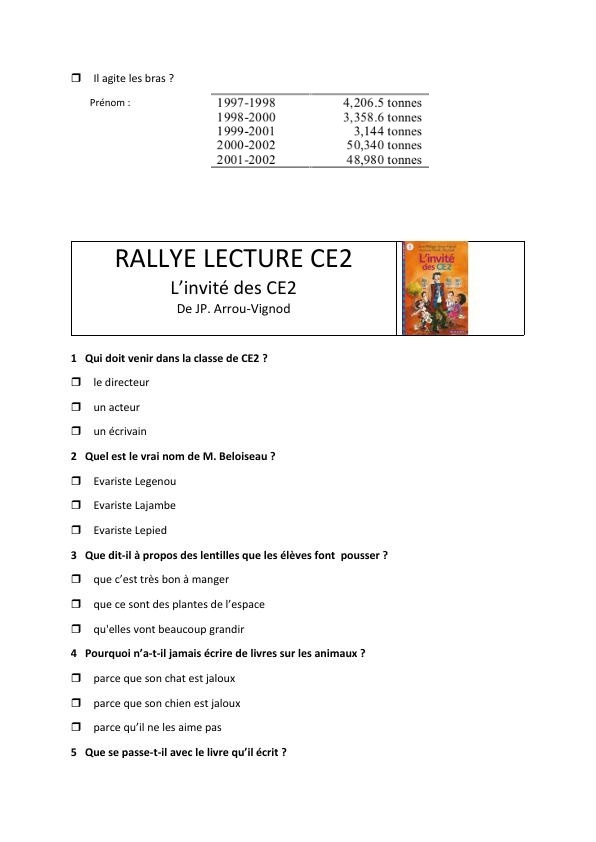 ❒ Il agite les bras ?
Prénom :
1997-1998 4,206.5 tonnes
1998-2000 3,358.6 tonnes
1999-2001 3,144 tonnes
2000-2002 50,340 tonnes
2001-2002 48,980 tonnes
RALLYE LECTURE CE2
L’invité des CE2
De JP. Arrou-Vignod
L'invité
des CE2
1 Qui doit venir dans la classe de CE2 ?
❒ le directeur
❒ un acteur
❒ un écrivain
2 Quel est le vrai nom de M. Beloiseau ?
❒ Evariste Legenou
❒ Evariste Lajambe
❒ Evariste Lepied
3 Que dit-il à propos des lentilles que les élèves font pousser ?
❒ que c’est très bon à manger
❒ que ce sont des plantes de l’espace
❒ qu'elles vont beaucoup grandir
4 Pourquoi n’a-t-il jamais écrire de livres sur les animaux ?
❒ parce que son chat est jaloux
❒ parce que son chien est jaloux
❒ parce qu’il ne les aime pas
5 Que se passe-t-il avec le livre qu’il écrit ?